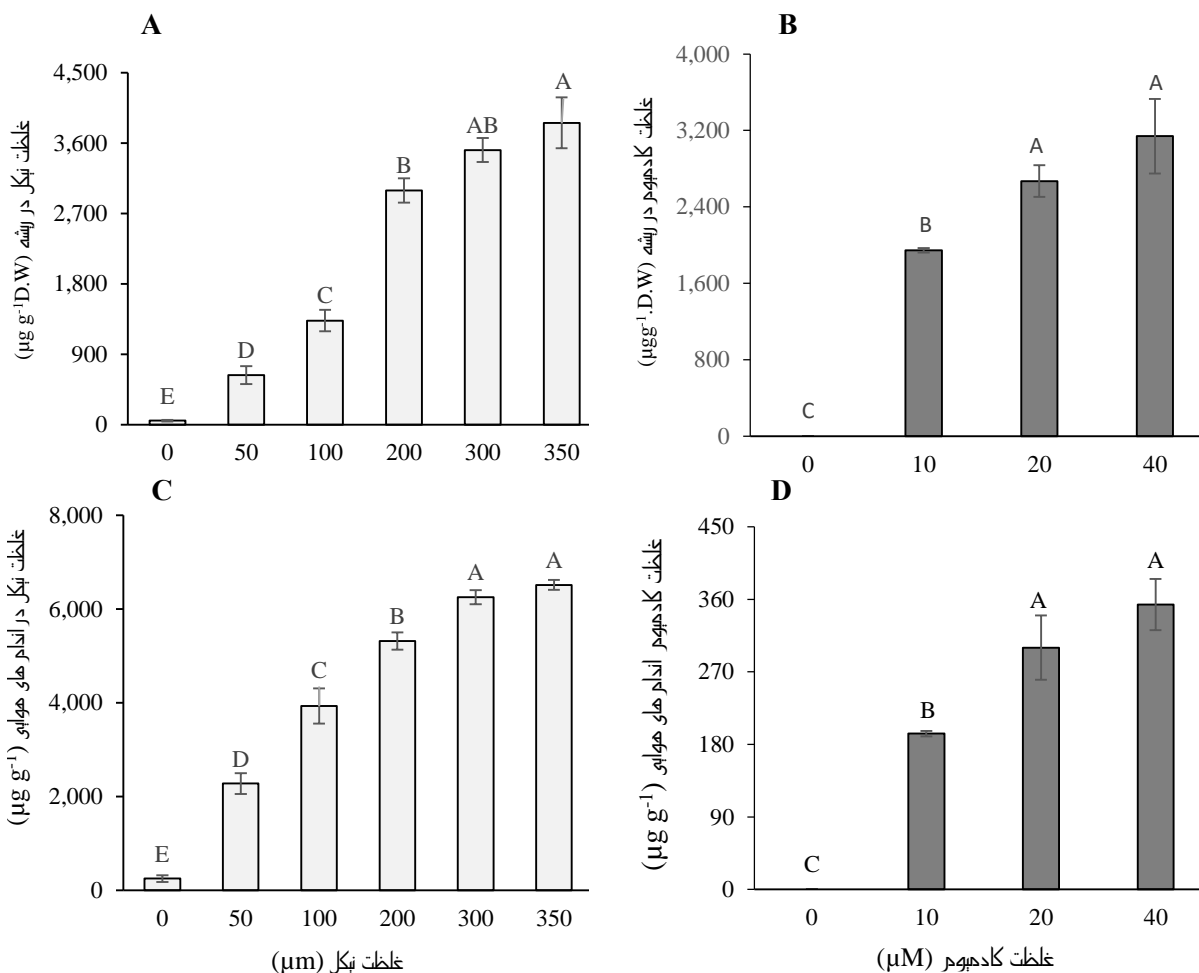 A
غلظت نیکل در ریشه (µg g-1D.W)
4,500
3,600
2,700
1,800
900
0
E
D
C
B
AB
A
0 50 100 200 300 350
B
غلظت کادمیوم در ریشه (µgg-1.D.W)
4,000
3,200
2,400
1,600
800
0
C
B
A
A
0 10 20 40
C
غلظت نیکل در اندام های هوایی (µg g-1)
8,000
6,000
4,000
2,000
0
E
D
C
B
A
A
0 50 100 200 300 350
غلظت نیکل (µm)
D
غلظت کادمیوم اندام های هوایی (µg g-1)
450
360
270
180
90
0
C
B
A
A
0 10 20 40
غلظت کادمیوم (µM)